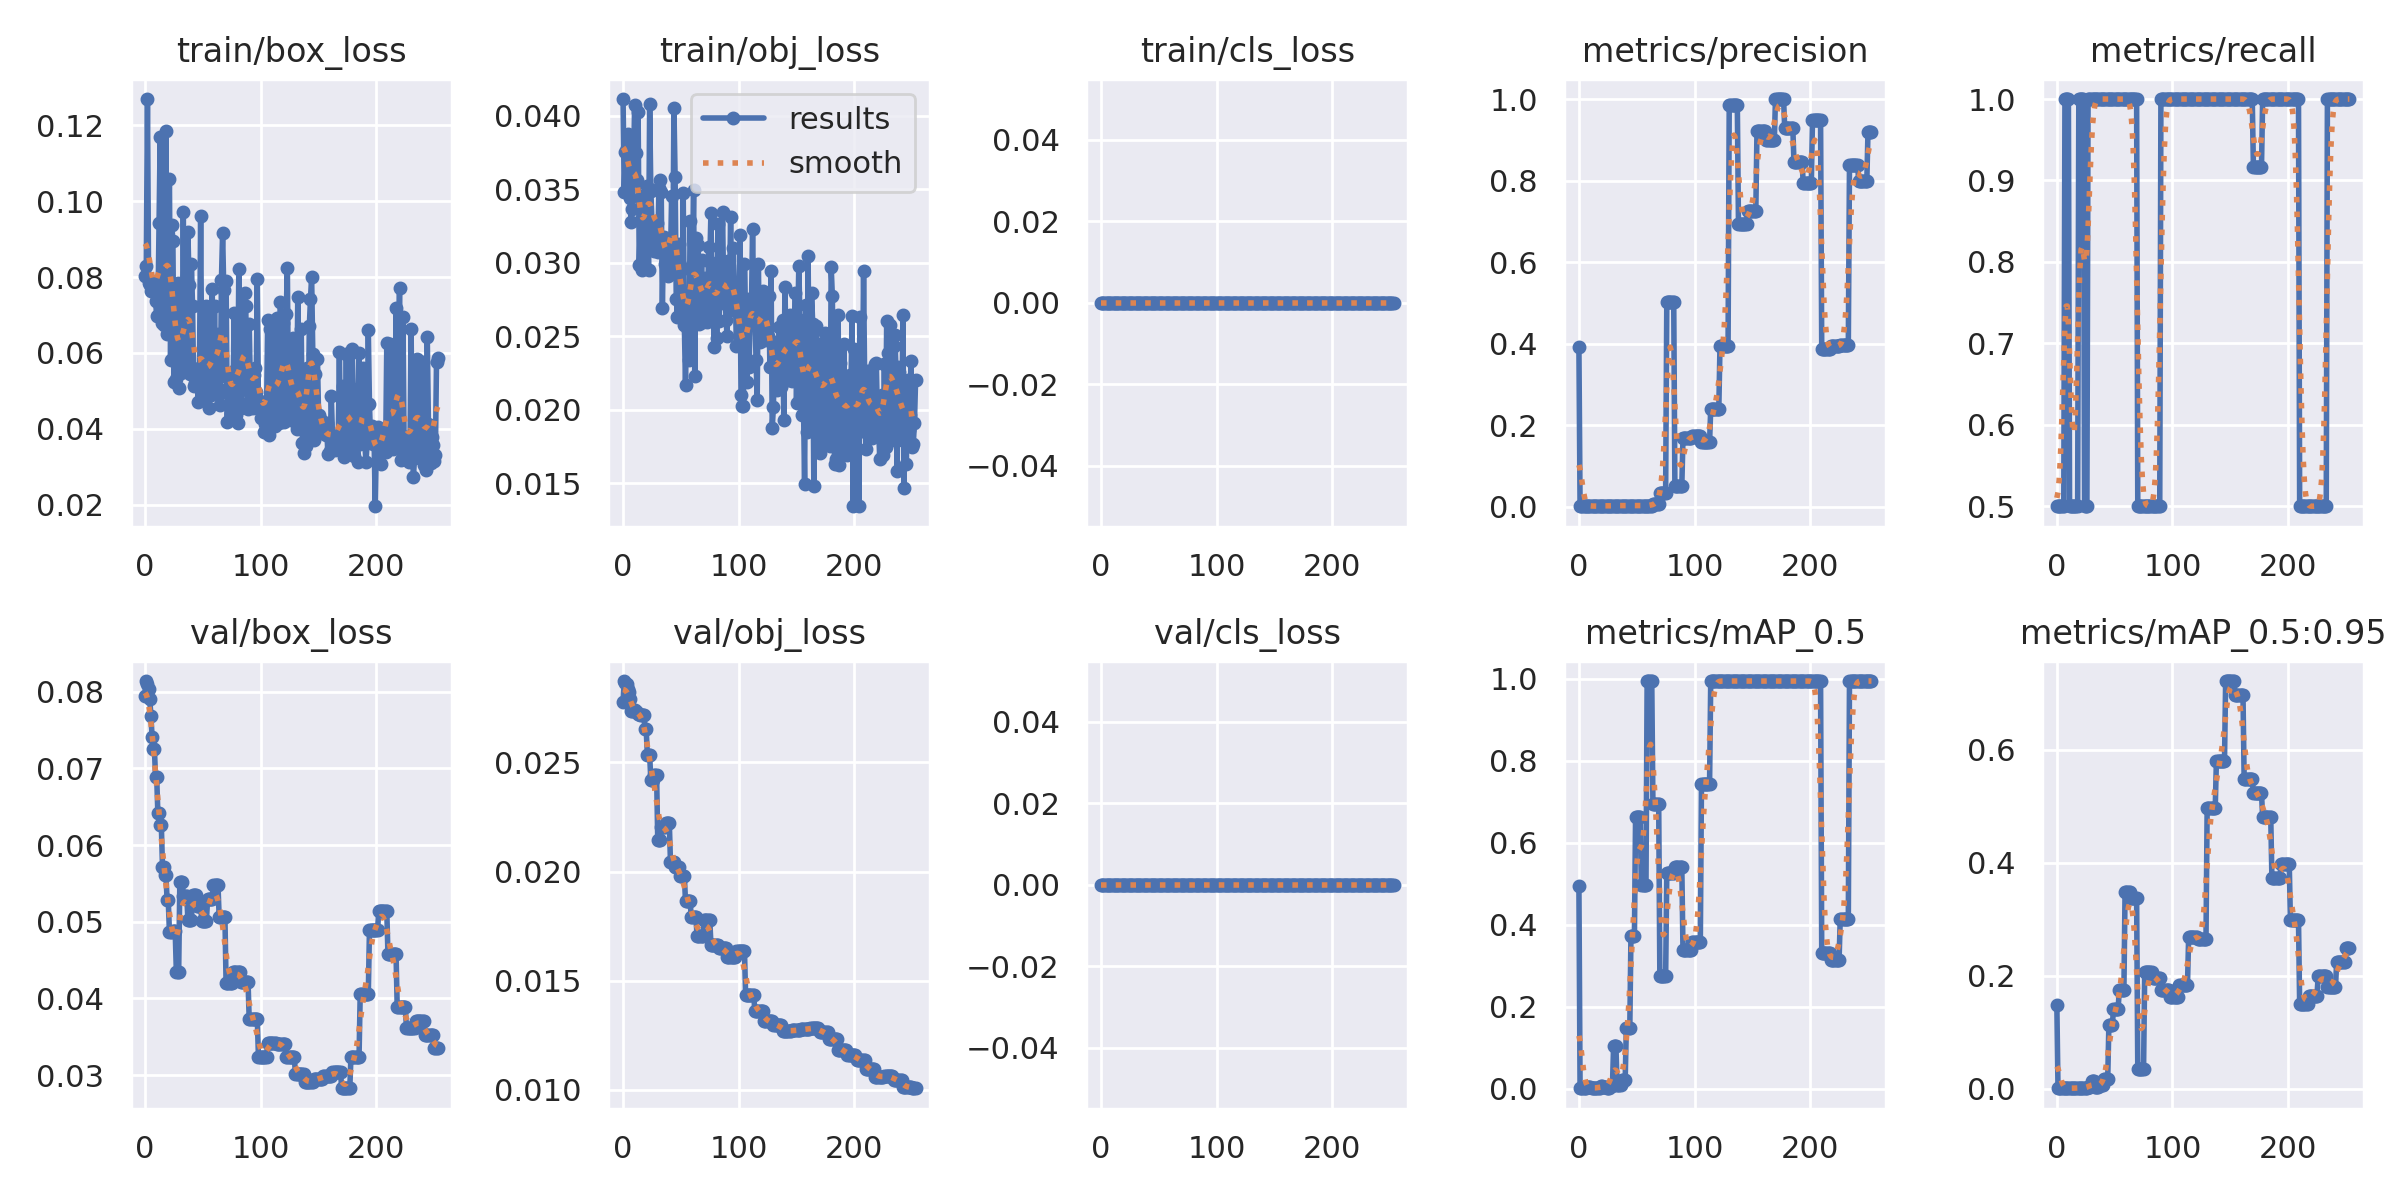 train/box_loss
0.12
0.10
0.08
0.06
0.04
0.02
0 100 200
train/obj_loss
results
smooth
0.040
0.035
0.030
0.025
0.020
0.015
0 100 200
train/cls_loss
0.04
0.02
0.00
−0.02
−0.04
0 100 200
metrics/precision
1.0
0.8
0.6
0.4
0.2
0.0
0 100 200
metrics/recall
1.0
0.9
0.8
0.7
0.6
0.5
0 100 200
val/box_loss
0.08
0.07
0.06
0.05
0.04
0.03
0 100 200
val/obj_loss
0.025
0.020
0.015
0.010
0 100 200
val/cls_loss
0.04
0.02
0.00
−0.02
−0.04
0 100 200
metrics/mAP_0.5
1.0
0.8
0.6
0.4
0.2
0.0
0 100 200
metrics/mAP_0.5:0.95
0.6
0.4
0.2
0.0
0 100 200